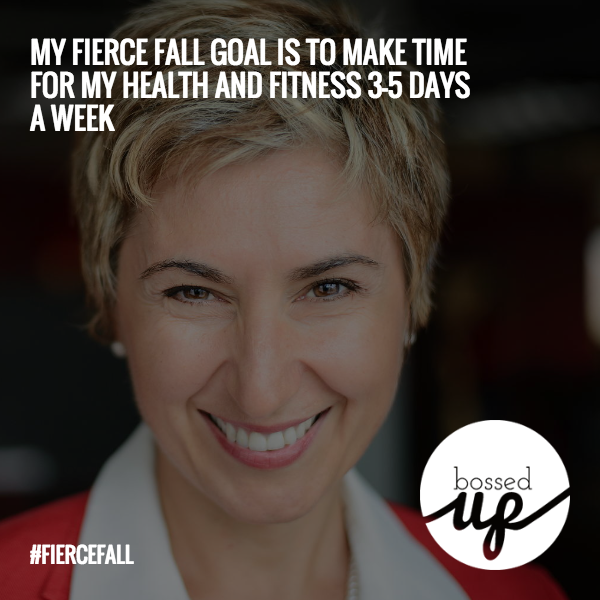 MY FIERCE FALL GOAL IS TO MAKE TIME
FOR MY HEALTH AND FITNESS 3-5 DAYS
A WEEK
bossed
up
#FIERCEFALL